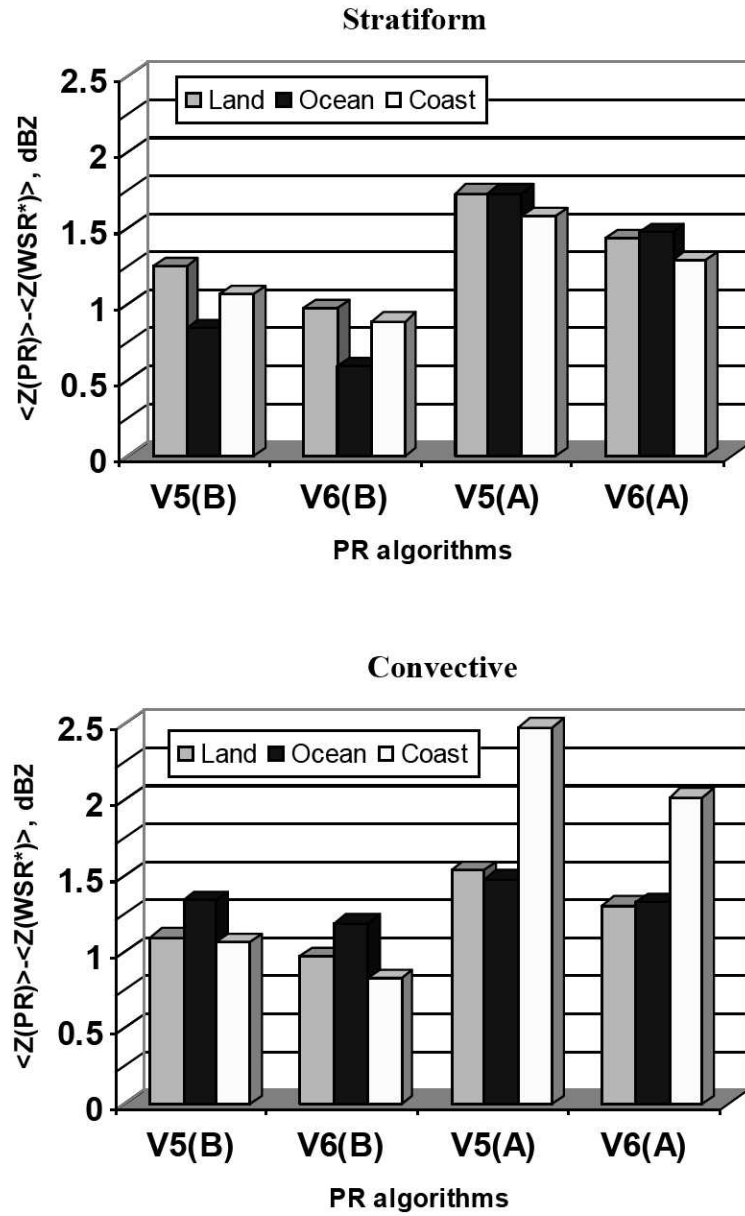 Stratiform
<Z(PR)>-<Z(WSR*)>, dBZ
2.5
2
1.5
1
0.5
0
Land Ocean Coast
V5(B) V6(B) V5(A) V6(A)
PR algorithms
Convective
<Z(PR)>-<Z(WSR*)>, dBZ
2.5
2
1.5
1
0.5
0
Land Ocean Coast
V5(B) V6(B) V5(A) V6(A)
PR algorithms